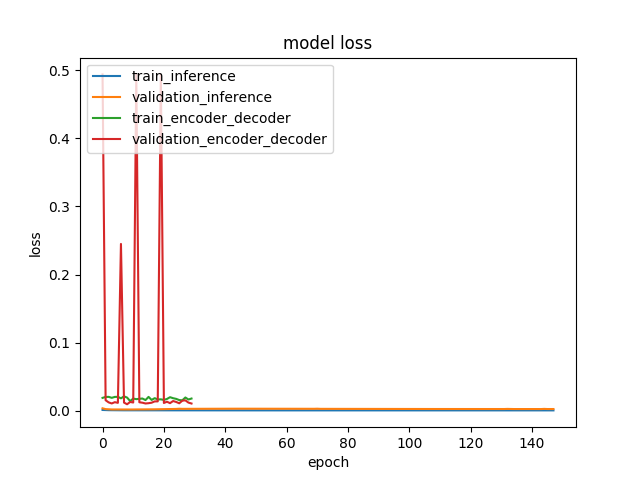 model loss
train_inference
validation_inference
train_encoder_decoder
validation_encoder_decoder
loss
0.5
0.4
0.3
0.2
0.1
0.0
0 20 40 60 80 100 120 140
epoch